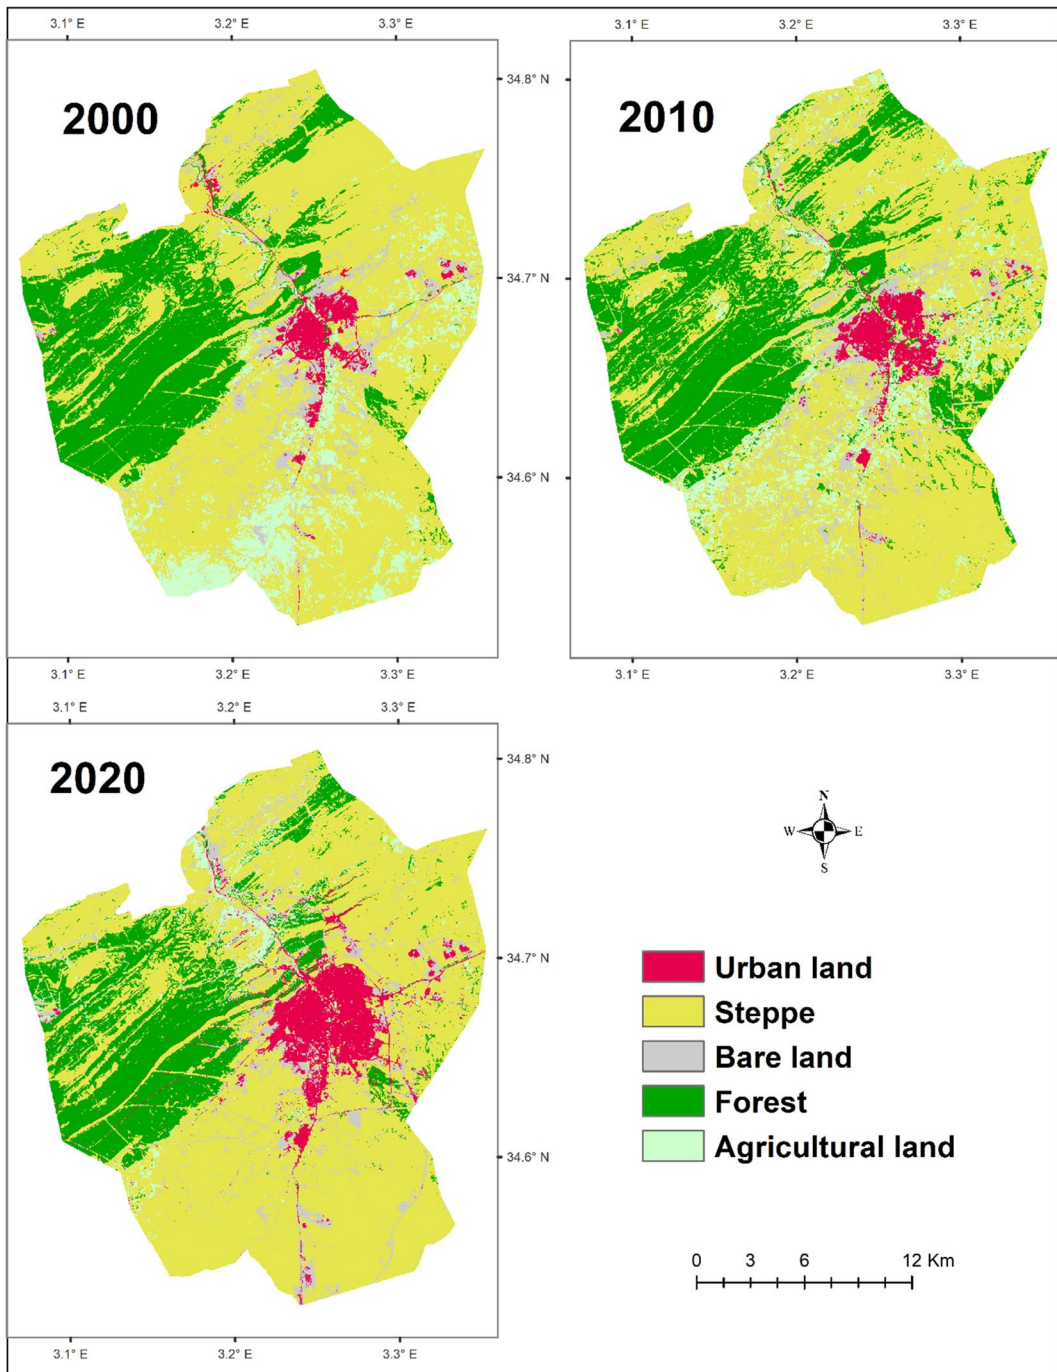 3.1° E 3.2° E 3.3° E
3.1° E 3.2° E 3.3° E
2000
34.8° N
2010
34.7° N
34.6° N
3.1° E 3.2° E 3.3° E
3.1° E 3.2° E 3.3° E
3.1° E 3.2° E 3.3° E
2020
34.8° N
34.7° N
34.6° N
3.1° E 3.2° E 3.3° E
N
W E
S
Urban land
Steppe
Bare land
Forest
Agricultural land
0 3 6 12 Km